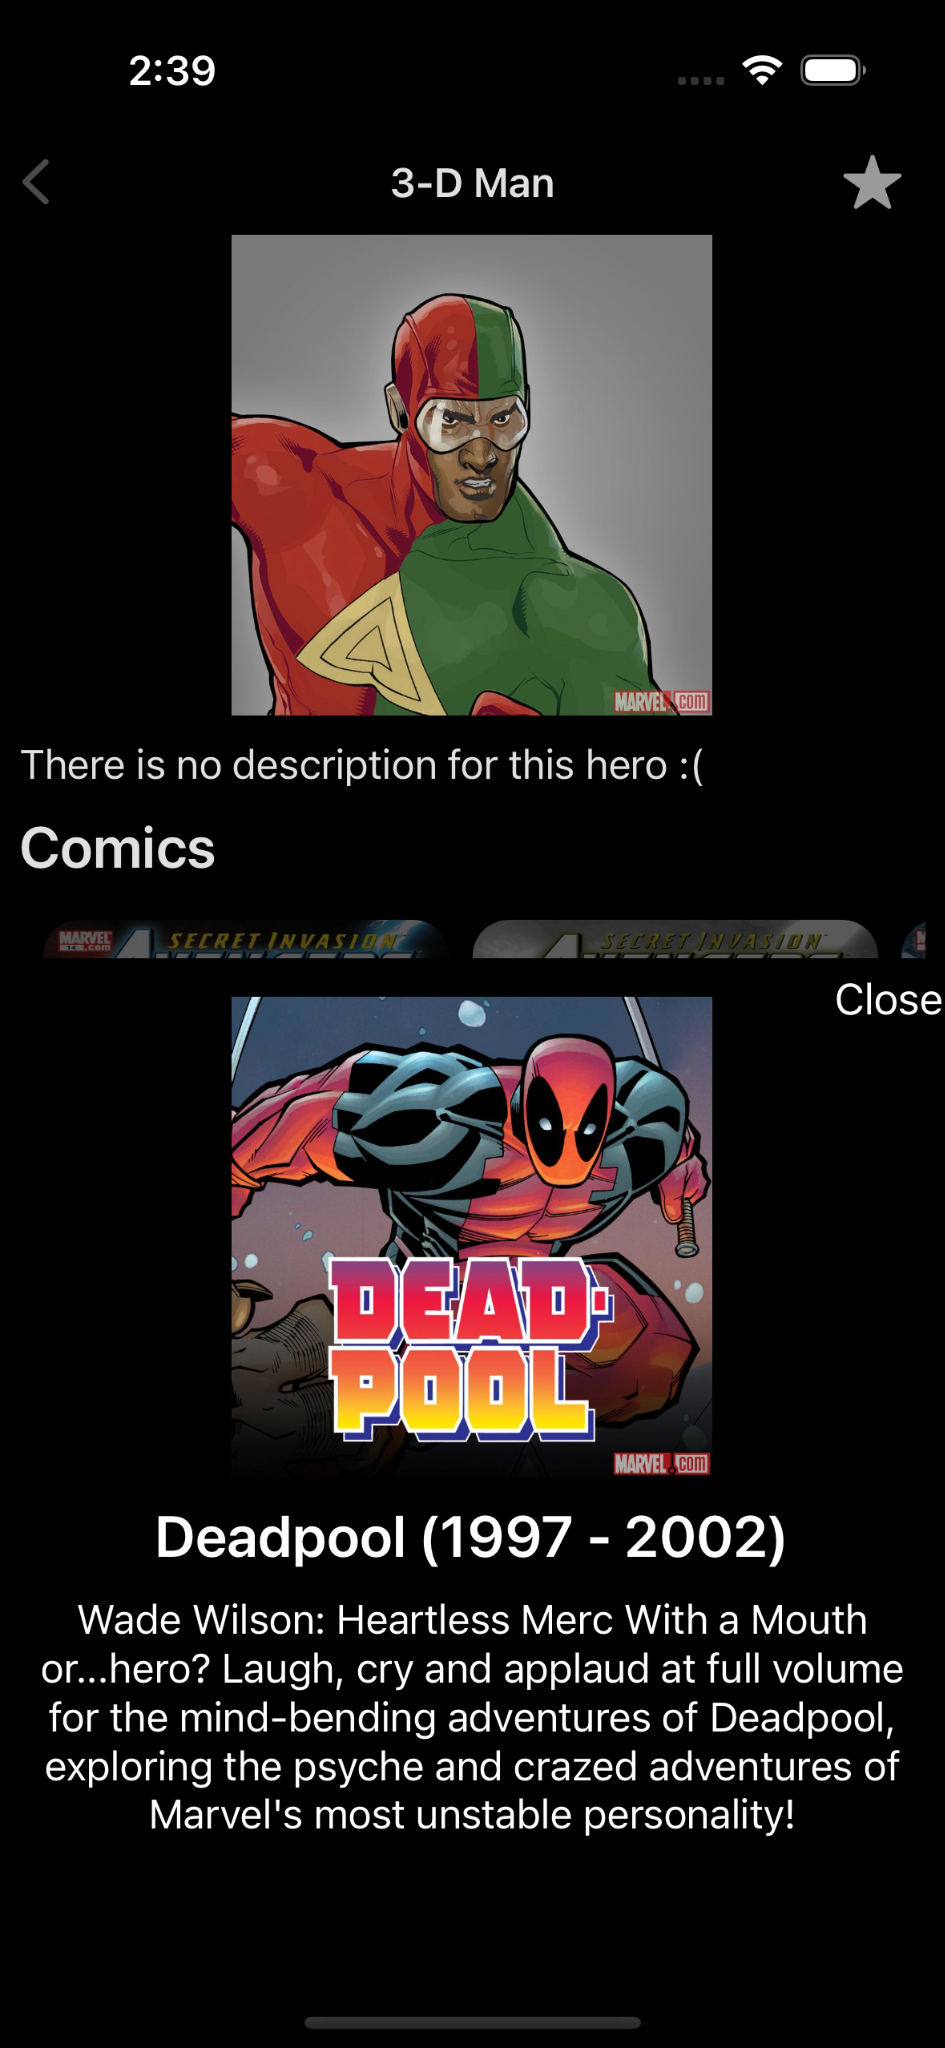 2:39
3-D Man
MARVEL.com
There is no description for this hero :(
Comics
MARVEL
.com
SECRET INVASION
SECRET INVASION
Close
DEAD-
POOL
MARVEL.com
Deadpool (1997 - 2002)
Wade Wilson: Heartless Merc With a Mouth
or...hero? Laugh, cry and applaud at full volume
for the mind-bending adventures of Deadpool,
exploring the psyche and crazed adventures of
Marvel's most unstable personality!